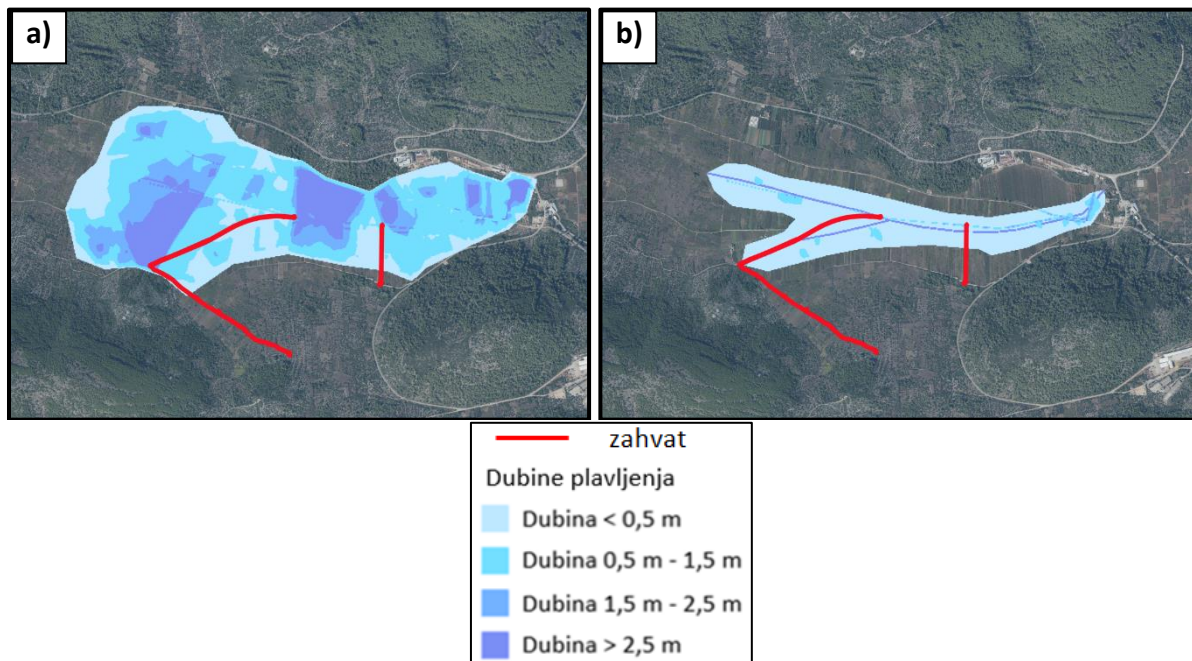 a)
b)
zahvat
Dubine plavljenja
Dubina < 0,5 m
Dubina 0,5 m - 1,5 m
Dubina 1,5 m - 2,5 m
Dubina > 2,5 m